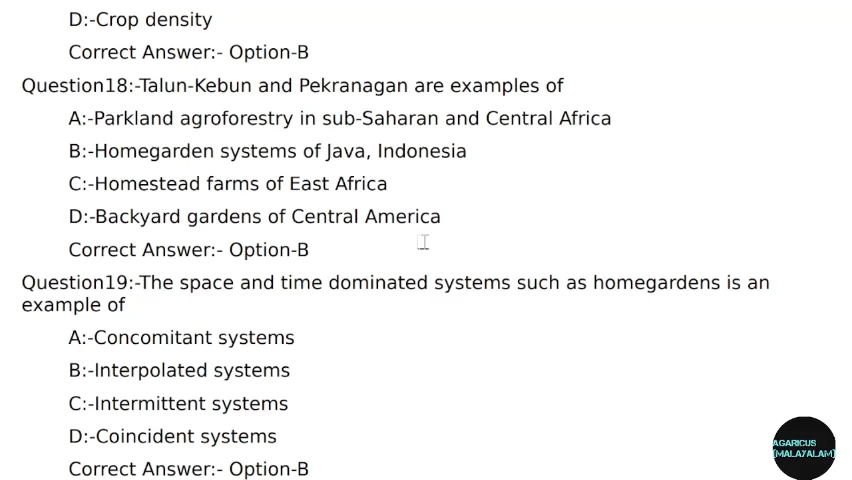 D:-Crop density
Correct Answer:- Option-B
Question18:-Talun-Kebun and Pekranagan are examples of
A:-Parkland agroforestry in sub-Saharan and Central Africa
B:-Homegarden systems of Java, Indonesia
C:-Homestead farms of East Africa
D:-Backyard gardens of Central America
Correct Answer:- Option-B
Question19:-The space and time dominated systems such as homegardens is an
example of
A:-Concomitant systems
B:-Interpolated systems
C:-Intermittent systems
D:-Coincident systems
Correct Answer:- Option-B
AGARICUS
[MALAYALAM]